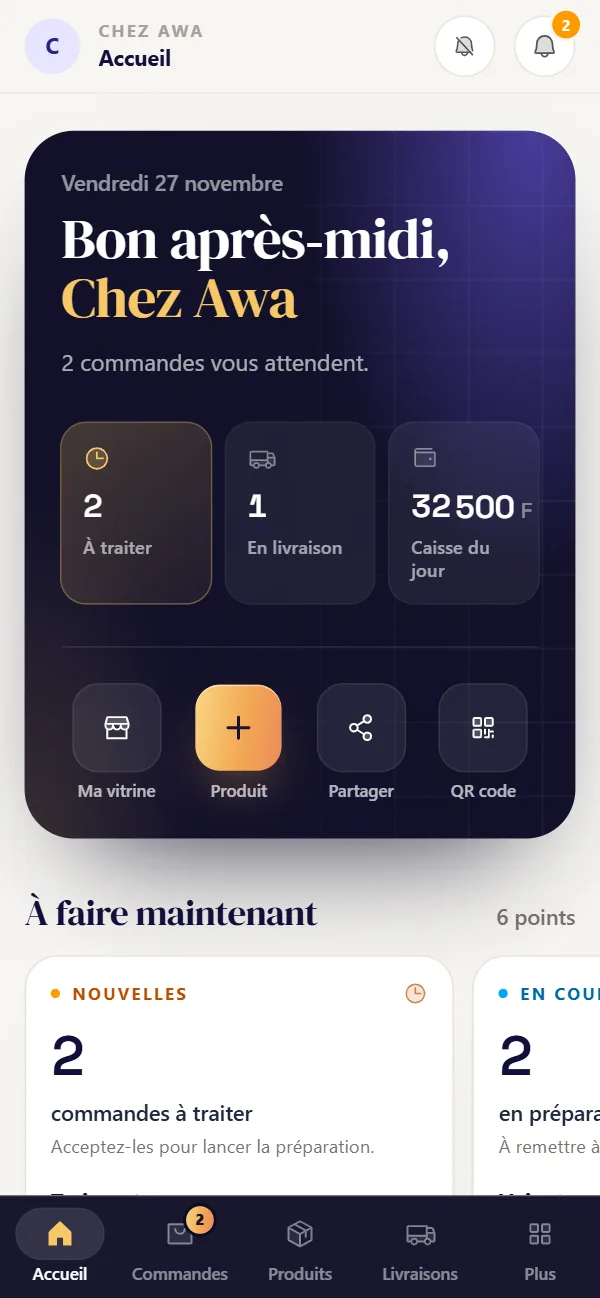 C
CHEZ AWA
Accueil
2
Vendredi 27 novembre
Bon après-midi,
Chez Awa
2 commandes vous attendent.
2
À traiter
1
En livraison
32 500 F
Caisse du
jour
Ma vitrine
Produit
Partager
QR code
À faire maintenant
6 points
NOUVELLES
2
commandes à traiter
Acceptez-les pour lancer la préparation.
EN COU
2
en prépara
À remettre à
2
Accueil
Commandes
Produits
Livraisons
Plus